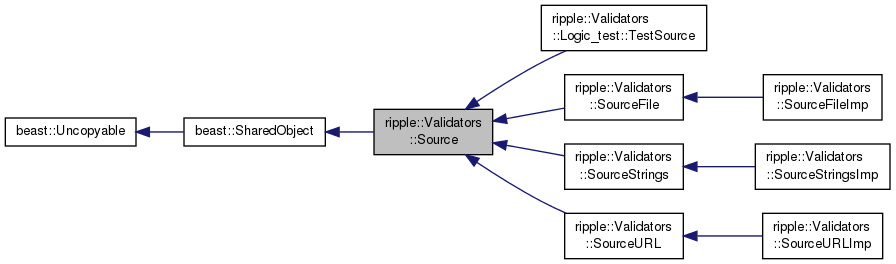 beast::Uncopyable
beast::SharedObject
ripple::Validators
::Source
ripple::Validators
::Logic_test::TestSource
ripple::Validators
::SourceFile
ripple::Validators
::SourceFileImp
ripple::Validators
::SourceStrings
ripple::Validators
::SourceStringsImp
ripple::Validators
::SourceURL
ripple::Validators
::SourceURLImp